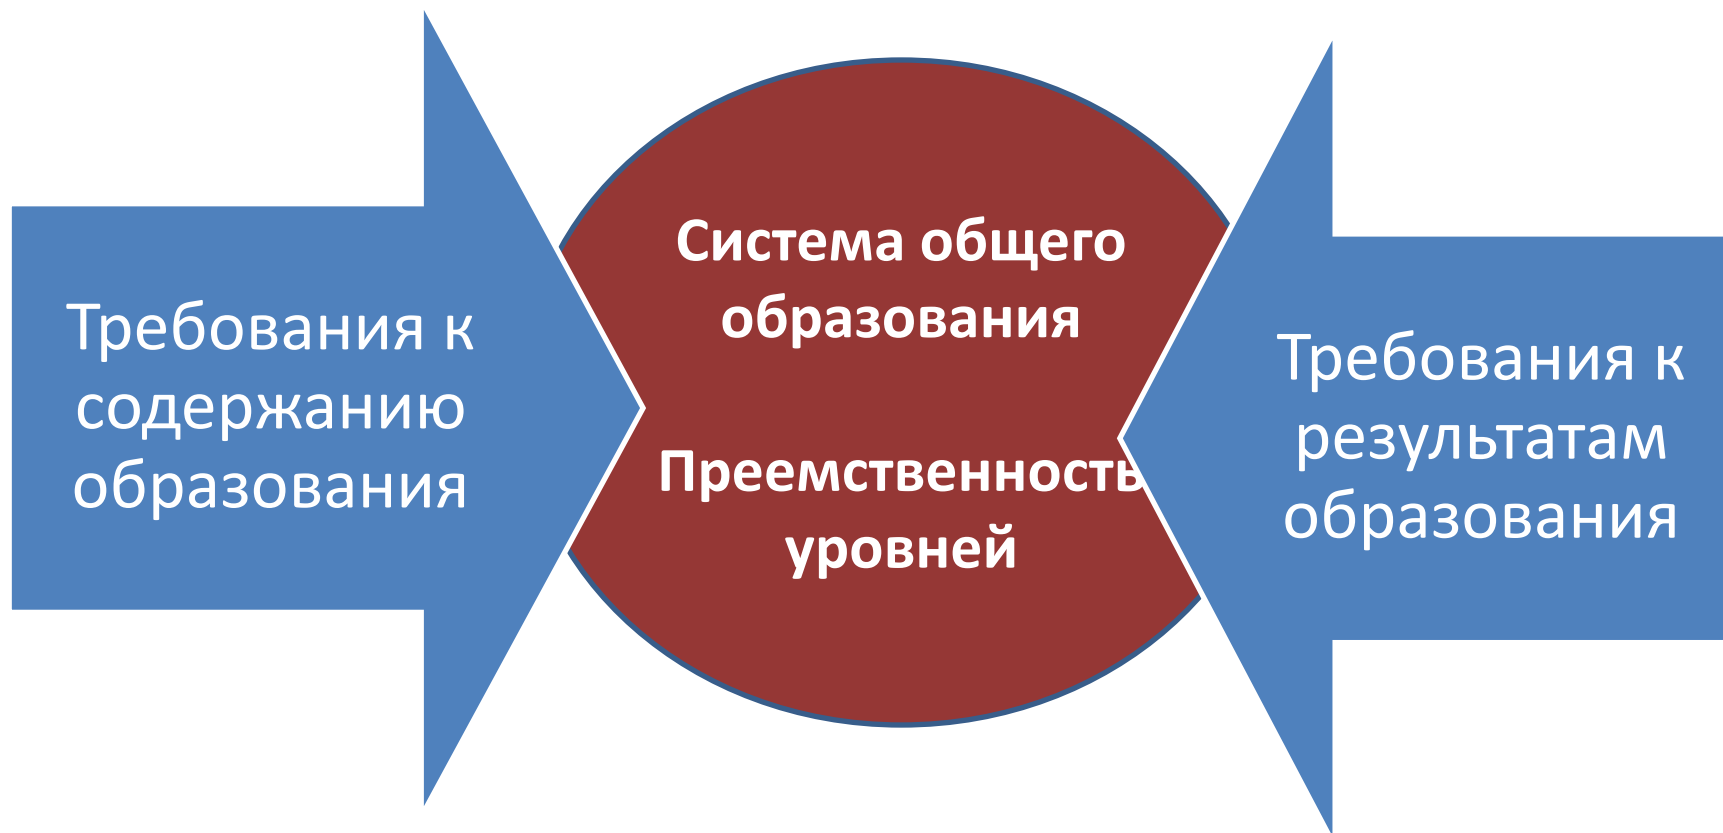 Требования к
содержанию
образования
Система общего
образования
Преемственность
уровней
Требования к
результатам
образования